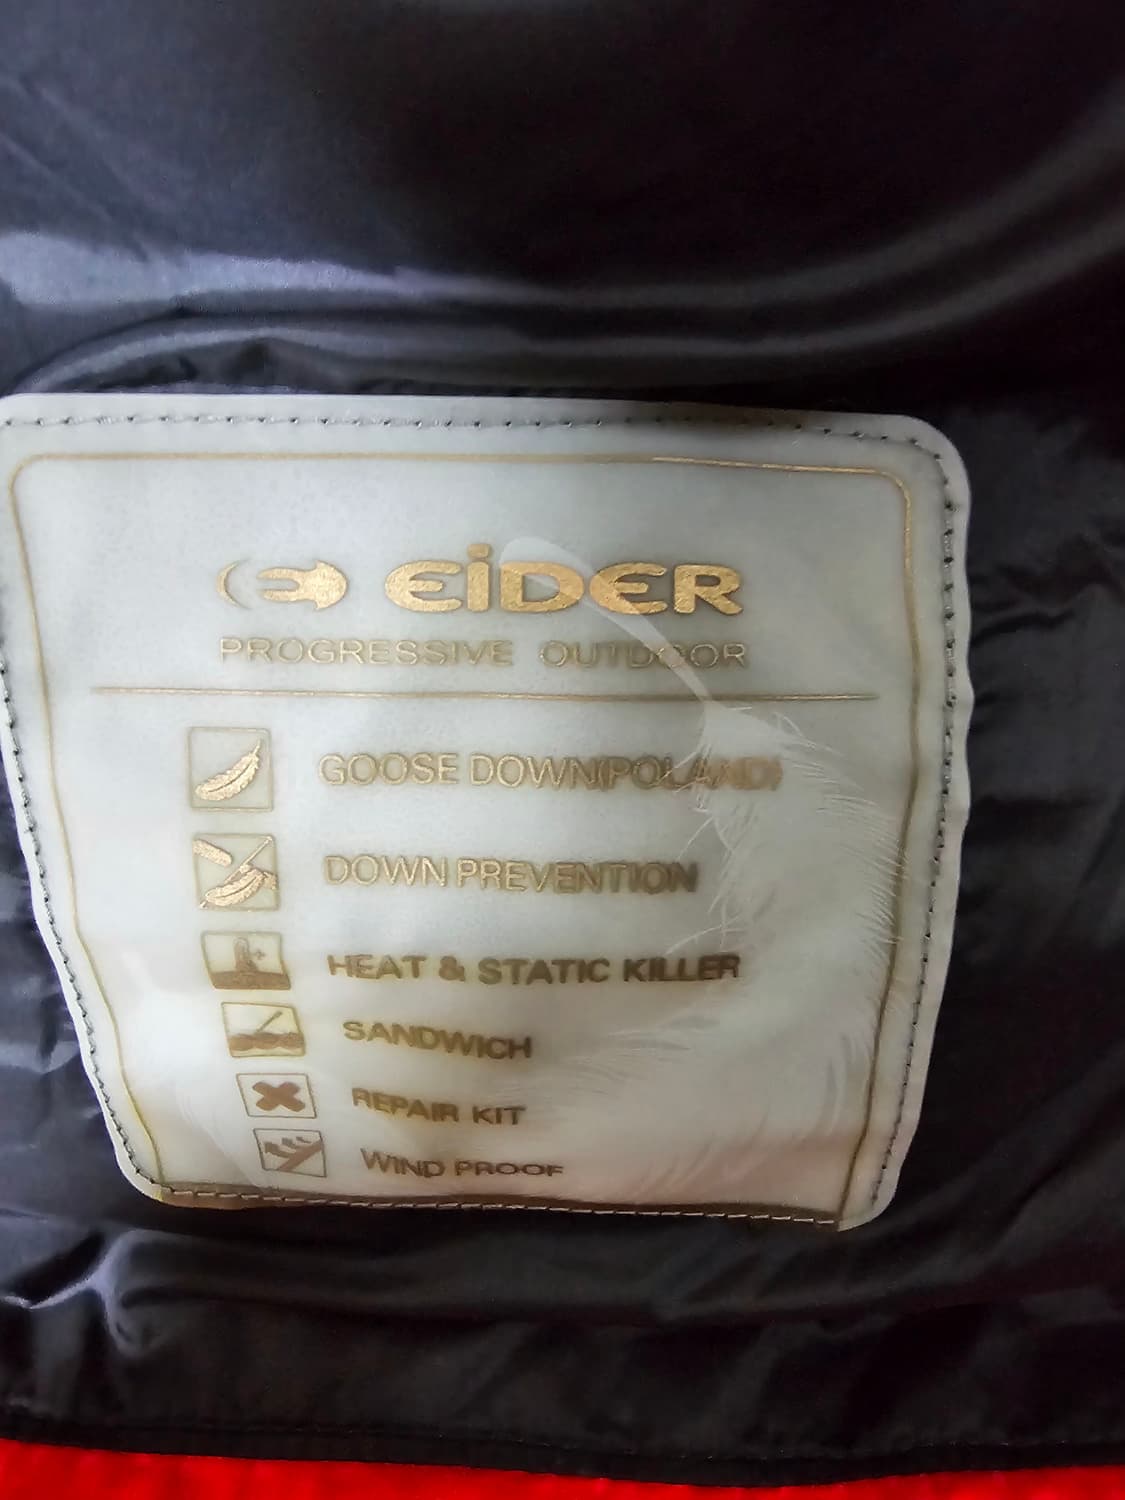 EiDER
PROGRESSIVE OUTDOOR
GOOSE DOWN(POLAND)
DOWN PREVENTION
HEAT & STATIC KILLER
SANDWICH
REPAIR KIT
WIND PROOF